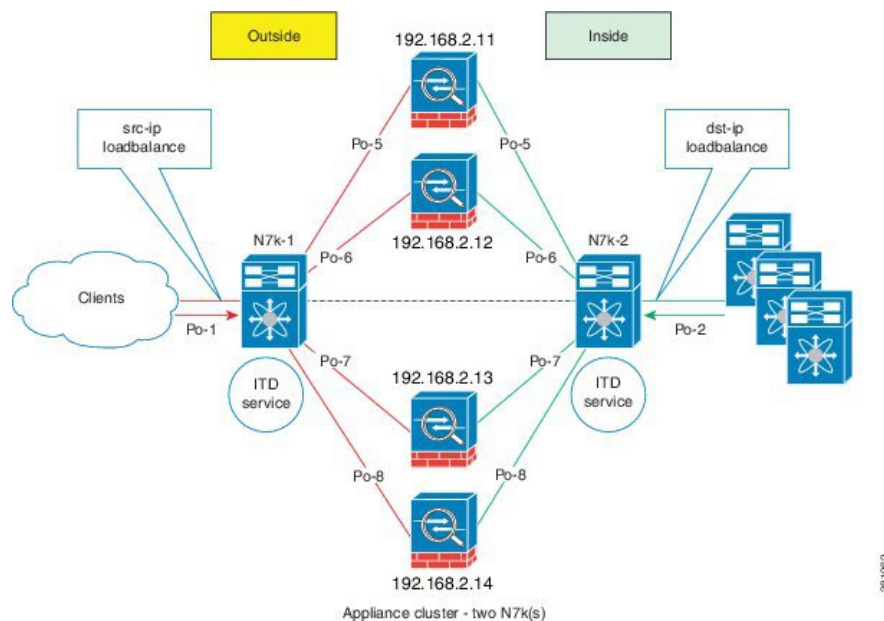 Outside
192.168.2.11
Inside
src-ip
loadbalance
dst-ip
loadbalance
Po-5
Po-5
N7k-1
N7k-2
Po-6
192.168.2.12
Po-6
Clients
Po-1
Po-2
Po-7
192.168.2.13
Po-7
ITD
service
ITD
service
Po-8
Po-8
192.168.2.14
Appliance cluster - two N7k(s)